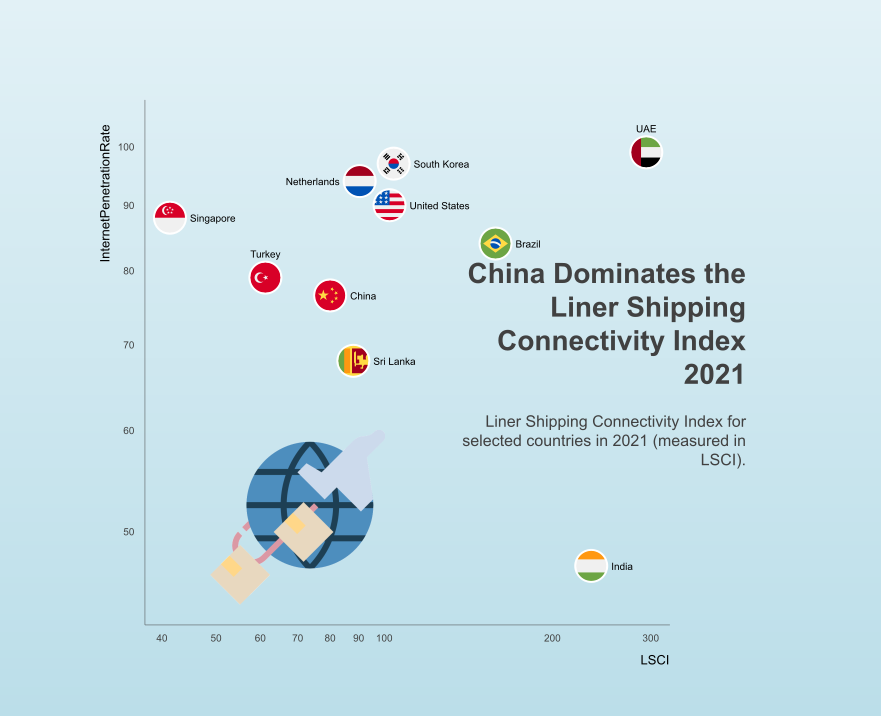 InternetPenetrationRate
100
90
80
70
60
50
UAE
South Korea
Netherlands
United States
Singapore
Brazil
Turkey
China
Sri Lanka
India
China Dominates the
Liner Shipping
Connectivity Index
2021
Liner Shipping Connectivity Index for
selected countries in 2021 (measured in
LSCI).
40
50
60
70
80
90
100
200
300
LSCI